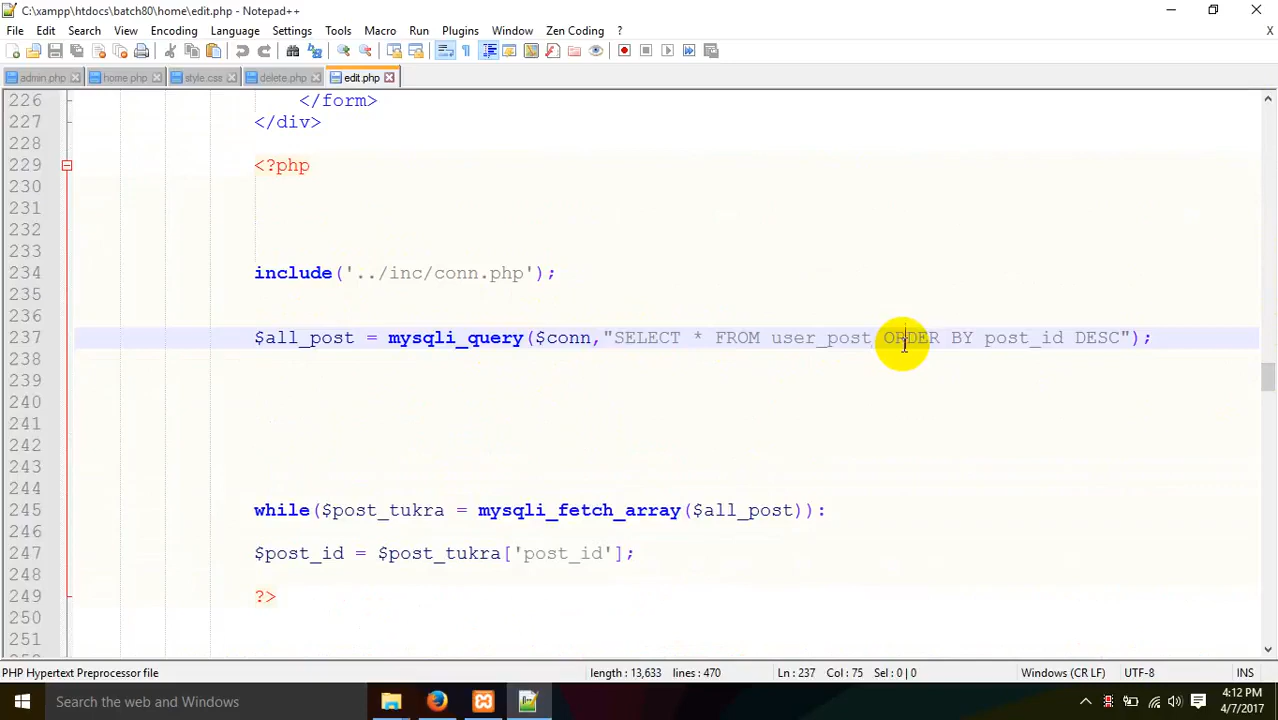 C:\xampp\htdocs\batch80\home\edit.php - Notepad++
File Edit Search View Encoding Language Settings Macro Run Plugins Window Zen Coding ? X
admin.php home.php style.css delete.php edit.php
226 </form>
227 </div>
228
229 <?php
230
231
232
233
234 include('../inc/conn.php');
235
236
237 $all_post = mysqli_query($conn,"SELECT * FROM user_post ORDER BY post_id DESC");
238
239
240
241
242
243
244
245 while($post_tukra = mysqli_fetch_array($all_post)):
246
247 $post_id = $post_tukra['post_id'];
248
249 ?>
250
251
PHP Hypertext Preprocessor file length : 13,633 lines : 470 Ln : 237 Col : 75 Sel : 0 | 0 Windows (CR LF) UTF-8 INS
Search the web and Windows
4:12 PM
4/7/2017